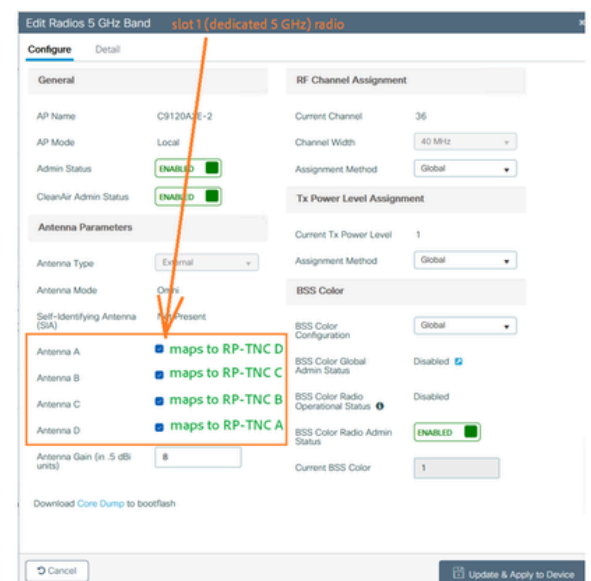 Edit Radios 5 GHz Band slot 1 (dedicated 5 GHz) radio
Configure Detail
General
AP Name C9120AXE-2
AP Mode Local
Admin Status ENABLED
CleanAir Admin Status ENABLED
Antenna Parameters
Antenna Type External
Antenna Mode Omni
Self-Identifying Antenna (SIA) Not Present
Antenna A maps to RP-TNC D
Antenna B maps to RP-TNC C
Antenna C maps to RP-TNC B
Antenna D maps to RP-TNC A
Antenna Gain (in .5 dBi units) 8
Download Core Dump to bootflash
RF Channel Assignment
Current Channel 36
Channel Width 40 MHz
Assignment Method Global
Tx Power Level Assignment
Current Tx Power Level 1
Assignment Method Global
BSS Color
BSS Color Configuration Global
BSS Color Global Admin Status Disabled
BSS Color Radio Operational Status Disabled
BSS Color Radio Admin Status ENABLED
Current BSS Color 1
Cancel
Update & Apply to Device